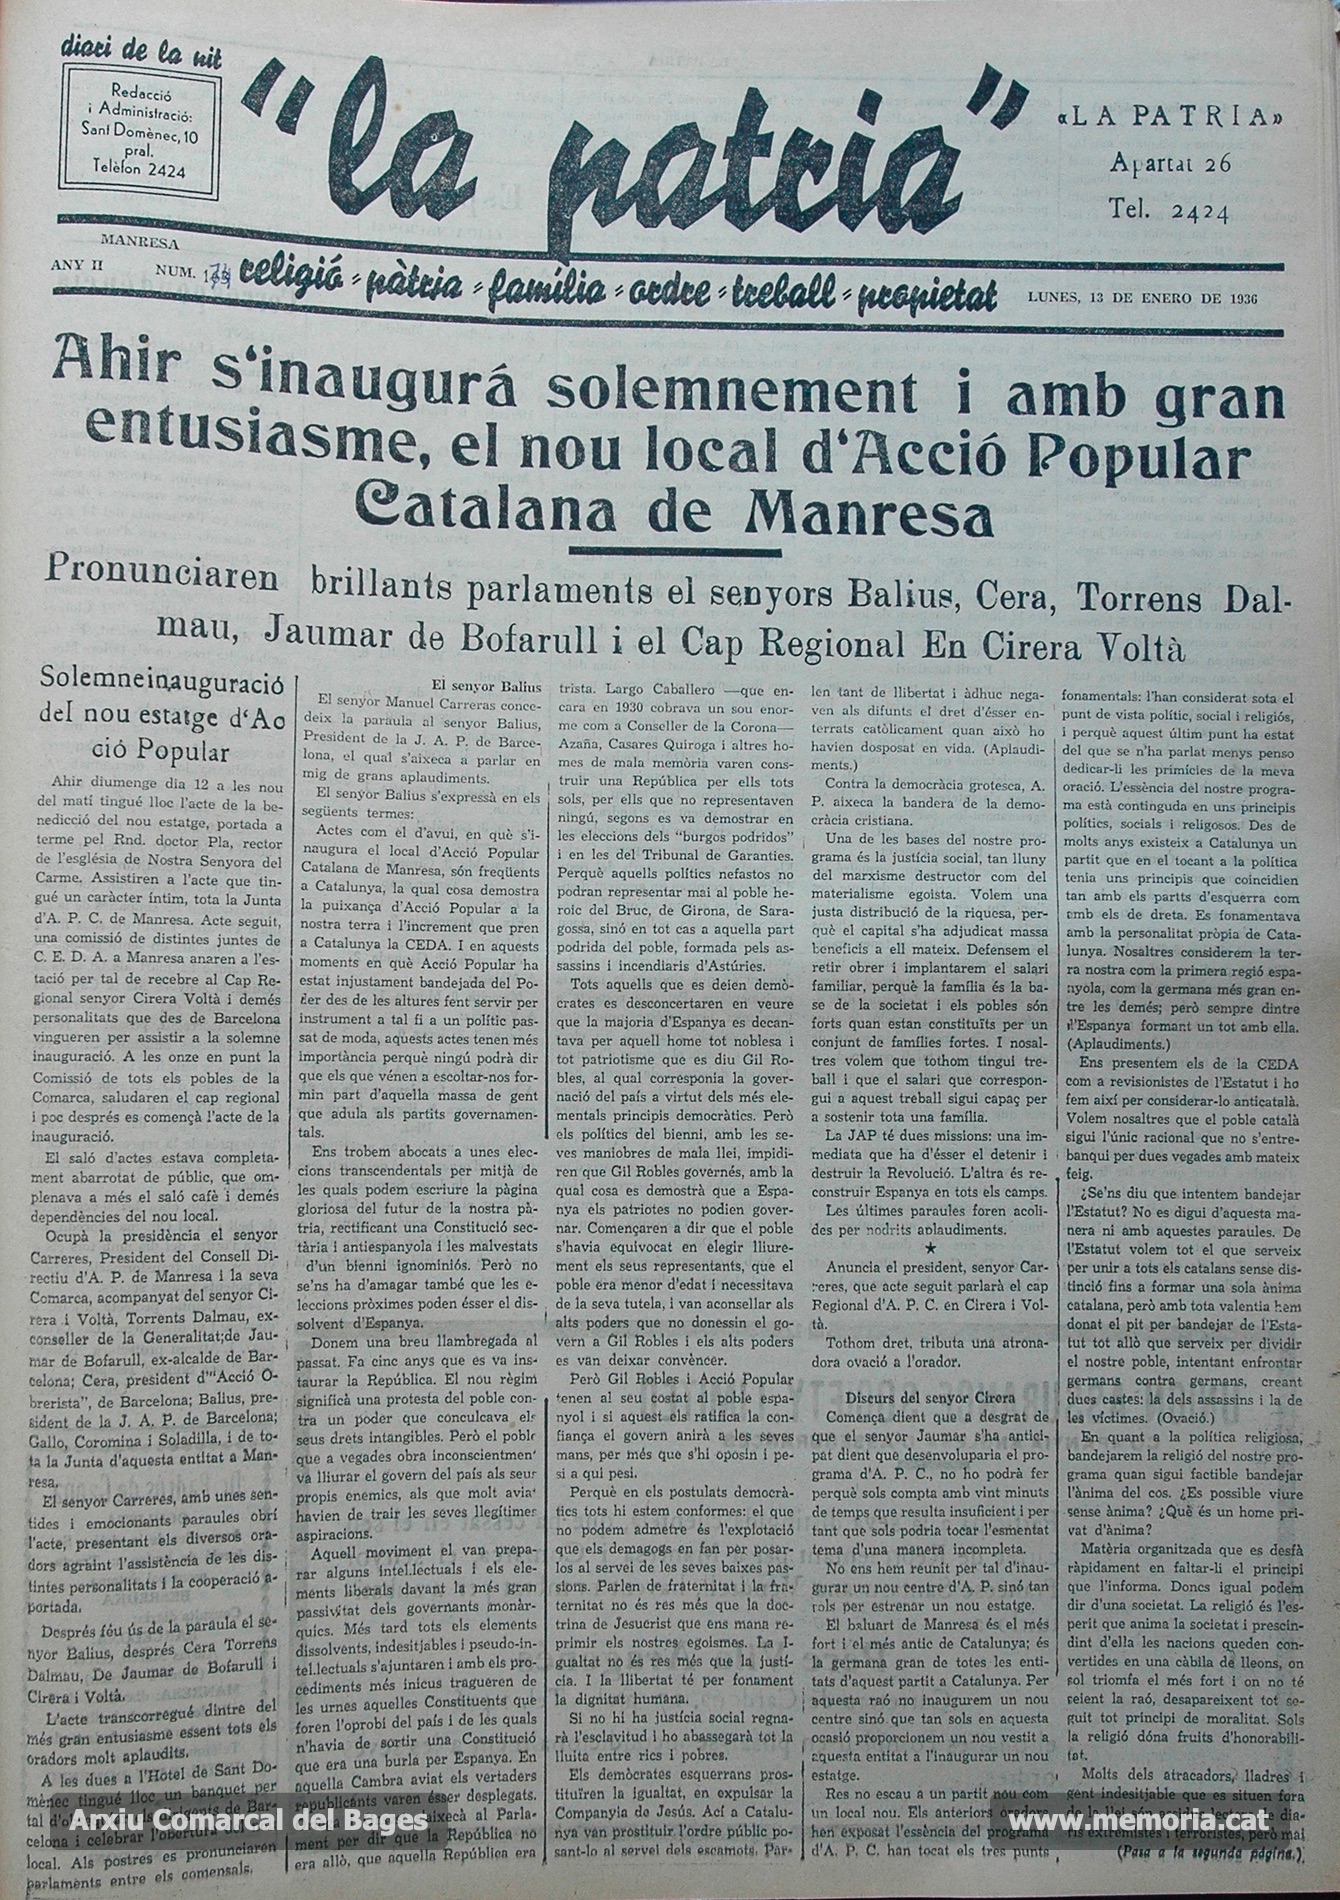 diari de la nit
Redacció
i Administració:
Sant Domènec, 10
pral.
Telèfon 2424
"la patria"
«LA PATRIA»
Apartat 26
Tel. 2424
MANRESA
ANY II NUM.
religió - pàtria - família - ordre - treball - propietat
LUNES, 13 DE ENERO DE 1936
Ahir s'inaugurá solemnement i amb gran
entusiasme, el nou local d'Acció Popular
Catalana de Manresa
Pronunciaren brillants parlaments el senyors Balius, Cera, Torrens Dal-
mau, Jaumar de Bofarull i el Cap Regional En Cirera Voltà
Solemne inauguració
del nou estatge d'Ac
ció Popular
Ahir diumenge dia 12 a les nou
del matí tingué lloc l'acte de la be-
nedicció del nou estatge, portada a
terme pel Rnd. doctor Pla, rector
de l'església de Nostra Senyora del
Carme. Assistiren a l'acte que tin-
gué un caràcter íntim, tota la Junta
d'A. P. C. de Manresa. Acte seguit,
una comissió de distintes juntes de
C. E. D. A. a Manresa anaren a l'es-
tació per tal de recebre al Cap Re-
gional senyor Cirera Voltà i demés
personalitats que des de Barcelona
vingueren per assistir a la solemne
inauguració. A les onze en punt la
Comissió de tots els pobles de la
Comarca, saludaren el cap regional
i poc després es començà l'acte de la
inauguració.
El saló d'actes estava completa-
ment abarrotat de públic, que om-
plenava a més el saló cafè i demés
dependències del nou local.
Ocupà la presidència el senyor
Carreres, President del Consell Di-
rectiu d'A. P. de Manresa i la seva
Comarca, acompanyat del senyor Ci-
rera i Voltà, Torrents Dalmau, ex-
conseller de la Generalitat; de Jau-
mar de Bofarull, ex-alcalde de Bar-
celona; Cera, president d'"Acció O-
brerista", de Barcelona; Balius, pre-
sident de la J. A. P. de Barcelona;
Gallo, Coromina i Soladilla, i de to-
ta la Junta d'aquesta entitat a Man-
resa.
El senyor Carreres, amb unes sen-
tides i emocionants paraules obrí
l'acte, presentant els diversos ora-
dors agraint l'assistència de les dis-
tintes personalitats i la cooperació a-
portada.
Després féu ús de la paraula el se-
nyor Balius, després Cera Torrens
Dalmau, De Jaumar de Bofarull i
Cirera i Voltà.
L'acte transcorregué dintre del
més gran entusiasme essent tots els
oradors molt aplaudits.
A les dues a l'Hotel de Sant Do-
mènec tingué lloc un banquet per
tal
celona i celebrar
local. Als postres es pronunciaren
parlaments entre els comensals.
El senyor Balius
El senyor Manuel Carreras conce-
deix la paraula al senyor Balius,
President de la J. A. P. de Barce-
lona, el qual s'aixeca a parlar en
mig de grans aplaudiments.
El senyor Balius s'expressà en els
següents termes:
Actes com el d'avui, en què s'i-
naugura el local d'Acció Popular
Catalana de Manresa, són freqüents
a Catalunya, la qual cosa demostra
la puixança d'Acció Popular a la
nostra terra i l'increment que pren
a Catalunya la CEDA. I en aquests
moments en què Acció Popular ha
estat injustament bandejada del Po-
der des de les altures fent servir per
instrument a tal fi a un polític pas-
sat de moda, aquests actes tenen més
importància perquè ningú podrà dir
que els que vénen a escoltar-nos for-
min part d'aquella massa de gent
que adula als partits governamen-
tals.
Ens trobem abocats a unes elec-
cions transcendentals per mitjà de
les quals podem escriure la pàgina
gloriosa del futur de la nostra pà-
tria, rectificant una Constitució sec-
tària i antiespanyola i les malvestats
d'un bienni ignominiós. Però no
se'ns ha d'amagar també que les e-
leccions pròximes poden ésser el dis-
solvent d'Espanya.
Donem una breu llambregada al
passat. Fa cinc anys que es va ins-
taurar la República. El nou règim
significà una protesta del poble con-
tra un poder que conculcava els
seus drets intangibles. Però el poble
que a vegades obra inconscientment
va lliurar el govern del país als seus
propis enemics, als que molt aviat
havien de trair les seves llegítimes
aspiracions.
Aquell moviment el van prepa-
rar alguns intel.lectuals i els ele-
ments liberals davant la més gran
passivitat dels governants monàr-
quics. Més tard tots els elements
dissolvents, indesitjables i pseudo-in-
tel.lectuals s'ajuntaren i amb els pro-
cediments més inicus tragueren de
les urnes aquelles Constituents que
foren l'oprobi del país i de les quals
n'havia de sortir una Constitució
que era una burla per Espanya. En
aquella Cambra aviat els vertaders
republicants varen ésser desplegats.
aixecà al Parla-
ment per dir que la República no
era allò, que aquella República era
trista. Largo Caballero —que en-
cara en 1930 cobrava un sou enor-
me com a Conseller de la Corona—
Azaña, Casares Quiroga i altres ho-
mes de mala memòria varen cons-
truir una República per ells tots
sols, per ells que no representaven
ningú, segons es va demostrar en
les eleccions dels "burgos podridos"
i en les del Tribunal de Garanties.
Perquè aquells polítics nefastos no
podran representar mai al poble he-
roic del Bruc, de Girona, de Sara-
gossa, sinó en tot cas a aquella part
podrida del poble, formada pels as-
sassins i incendiaris d'Astúries.
Tots aquells que es deien demò-
crates es desconcertaren en veure
que la majoria d'Espanya es decan-
tava per aquell home tot noblesa i
tot patriotisme que es diu Gil Ro-
bles, al qual corresponia la gover-
nació del país a virtut dels més ele-
mentals principis democràtics. Però
els polítics del bienni, amb les se-
ves maniobres de mala llei, impidi-
ren que Gil Robles governés, amb la
qual cosa es demostrà que a Espa-
nya els patriotes no podien gover-
nar. Començaren a dir que el poble
s'havia equivocat en elegir lliure-
ment els seus representants, que el
poble era menor d'edat i necessitava
de la seva tutela, i van aconsellar als
alts poders que no donessin el go-
vern a Gil Robles i els alts poders
es van deixar convèncer.
Però Gil Robles i Acció Popular
tenen al seu costat al poble espa-
nyol i si aquest els ratifica la con-
fiança el govern anirà a les seves
mans, per més que s'hi oposin i pe-
si a qui pesi.
Perquè en els postulats democrà-
tics tots hi estem conformes: el que
no podem admetre és l'explotació
que els demagogs en fan per posar-
los al servei de les seves baixes pas-
sions. Parlen de fraternitat i la fra-
ternitat no és res més que la doc-
trina de Jesucrist que ens mana re-
primir els nostres egoismes. La I-
gualtat no és res més que la justí-
cia. I la llibertat té per fonament
la dignitat humana.
Si no hi ha justícia social regna-
rà l'esclavitud i ho abassegarà tot la
lluita entre rics i pobres.
Els demòcrates esquerrans pros-
tituïren la Igualtat, en expulsar la
Companyia de Jesús. Ací a Catalu-
nya van prostituir l'ordre públic po-
sant-lo al servei dels escamots. Par-
len tant de llibertat i àdhuc nega-
ven als difunts el dret d'ésser en-
terrats catòlicament quan això ho
havien dosposat en vida. (Aplaudi-
ments.)
Contra la democràcia grotesca, A.
P. aixeca la bandera de la demo-
cràcia cristiana.
Una de les bases del nostre pro-
grama és la justícia social, tan lluny
del marxisme destructor com del
materialisme egoista. Volem una
justa distribució de la riquesa, per-
què el capital s'ha adjudicat massa
beneficis a ell mateix. Defensem el
retir obrer i implantarem el salari
familiar, perquè la família és la ba-
se de la societat i els pobles són
forts quan estan constituïts per un
conjunt de famílies fortes. I nosal-
tres volem que tothom tingui tre-
ball i que el salari que correspon-
gui a aquest treball sigui capaç per
a sostenir tota una família.
La JAP té dues missions: una im-
mediata que ha d'ésser el detenir i
destruir la Revolució. L'altra és re-
construir Espanya en tots els camps.
Les últimes paraules foren acoli-
des per nodrits aplaudiments.
★
Anuncia el president, senyor Car-
reres, que acte seguit parlarà el cap
Regional d'A. P. C. en Cirera i Vol-
tà.
Tothom dret, tributa una atrona-
dora ovació a l'orador.
Discurs del senyor Cirera
Comença dient que a desgrat de
que el senyor Jaumar s'ha antici-
pat dient que desenvoluparia el pro-
grama d'A. P. C., no ho podrà fer
perquè sols compta amb vint minuts
de temps que resulta insuficient i per
tant que sols podria tocar l'esmentat
tema d'una manera incompleta.
No ens hem reunit per tal d'inau-
gurar un nou centre d'A. P. sinó tan
sols per estrenar un nou estatge.
El baluart de Manresa és el més
fort i el més antic de Catalunya; és
la germana gran de totes les enti-
tats d'aquest partit a Catalunya. Per
aquesta raó no inaugurem un nou
centre sinó que tan sols en aquesta
ocasió proporcionem un nou vestit a
aquesta entitat a l'inaugurar un nou
estatge.
Res no escau a un partit nou com
un local nou. Els anteriors oradors
hen exposat l'essència del programa
d'A. P. C. han tocat els tres punts
fonamentals: l'han considerat sota el
punt de vista polític, social i religiós,
i perquè aquest últim punt ha estat
del que se n'ha parlat menys penso
dedicar-li les primícies de la meva
oració. L'essència del nostre progra-
ma està continguda en uns principis
polítics, socials i religosos. Des de
molts anys existeix a Catalunya un
partit que en el tocant a la política
tenia uns principis que coincidien
tan amb els partts d'esquerra com
amb els de dreta. Es fonamentava
amb la personalitat pròpia de Cata-
lunya. Nosaltres considerem la ter-
ra nostra com la primera regió espa-
nyola, com la germana més gran en-
tre les demés; però sempre dintre
d'Espanya formant un tot amb ella.
(Aplaudiments.)
Ens presentem els de la CEDA
com a revisionistes de l'Estatut i ho
fem així per considerar-lo anticatalà.
Volem nosaltres que el poble català
sigui l'únic racional que no s'entre-
banqui per dues vegades amb mateix
feig.
¿Se'ns diu que intentem bandejar
l'Estatut? No es digui d'aquesta ma-
nera ni amb aquestes paraules. De
l'Estatut volem tot el que serveix
per unir a tots els catalans sense dis-
tinció fins a formar una sola ànima
catalana, però amb tota valentia hem
donat el pit per bandejar de l'Esta-
tut tot allò que serveix per dividir
el nostre poble, intentant enfrontar
germans contra germans, creant
dues castes: la dels assassins i la de
les víctimes. (Ovació.)
En quant a la política religiosa,
bandejarem la religió del nostre pro-
grama quan sigui factible bandejar
l'ànima del cos. ¿Es possible viure
sense ànima? ¿Què és un home pri-
vat d'ànima?
Matèria organitzada que es desfà
ràpidament en faltar-li el principi
que l'informa. Doncs igual podem
dir d'una societat. La religió és l'es-
perit que anima la societat i prescin-
dint d'ella les nacions queden con-
vertides en una càbila de lleons, on
sol triomfa el més fort i on no té
seient la raó, desapareixent tot se-
guit tot principi de moralitat. Sols
la religió dóna fruits d'honorabili-
tat.
Molts dels atracadors, lladres i
gent indesitjable que es situen fora
ris extremistes i terroristes, però mai
(Pasa a la segunda página.)
Arxiu Comarcal del Bages
www.memoria.cat